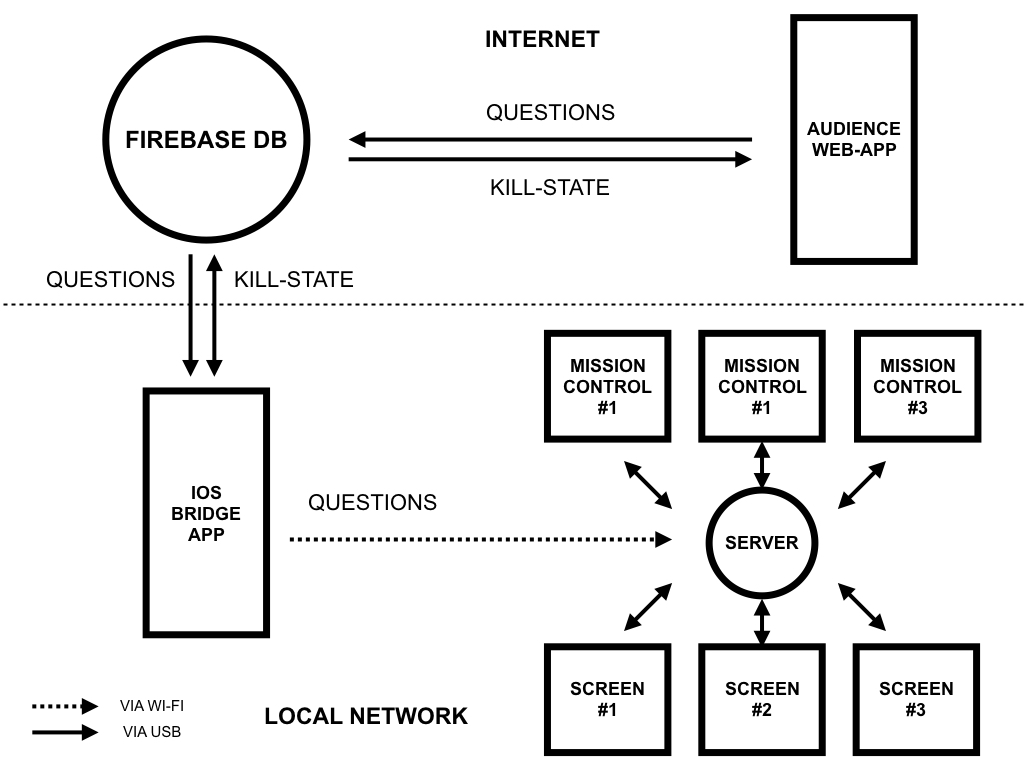 INTERNET
FIREBASE DB
QUESTIONS
KILL-STATE
AUDIENCE
WEB-APP
QUESTIONS
KILL-STATE
MISSION
CONTROL
#1
MISSION
CONTROL
#1
MISSION
CONTROL
#3
IOS
BRIDGE
APP
QUESTIONS
SERVER
SCREEN
#1
SCREEN
#2
SCREEN
#3
VIA WI-FI
VIA USB
LOCAL NETWORK